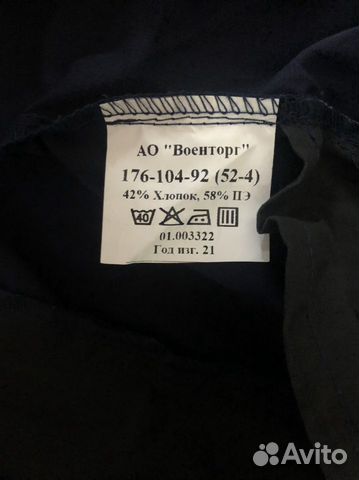 АО "Военторг"
176-104-92 (52-4)
42% Хлопок, 58% ПЭ
40
01.003322
Год изг. 21
Avito